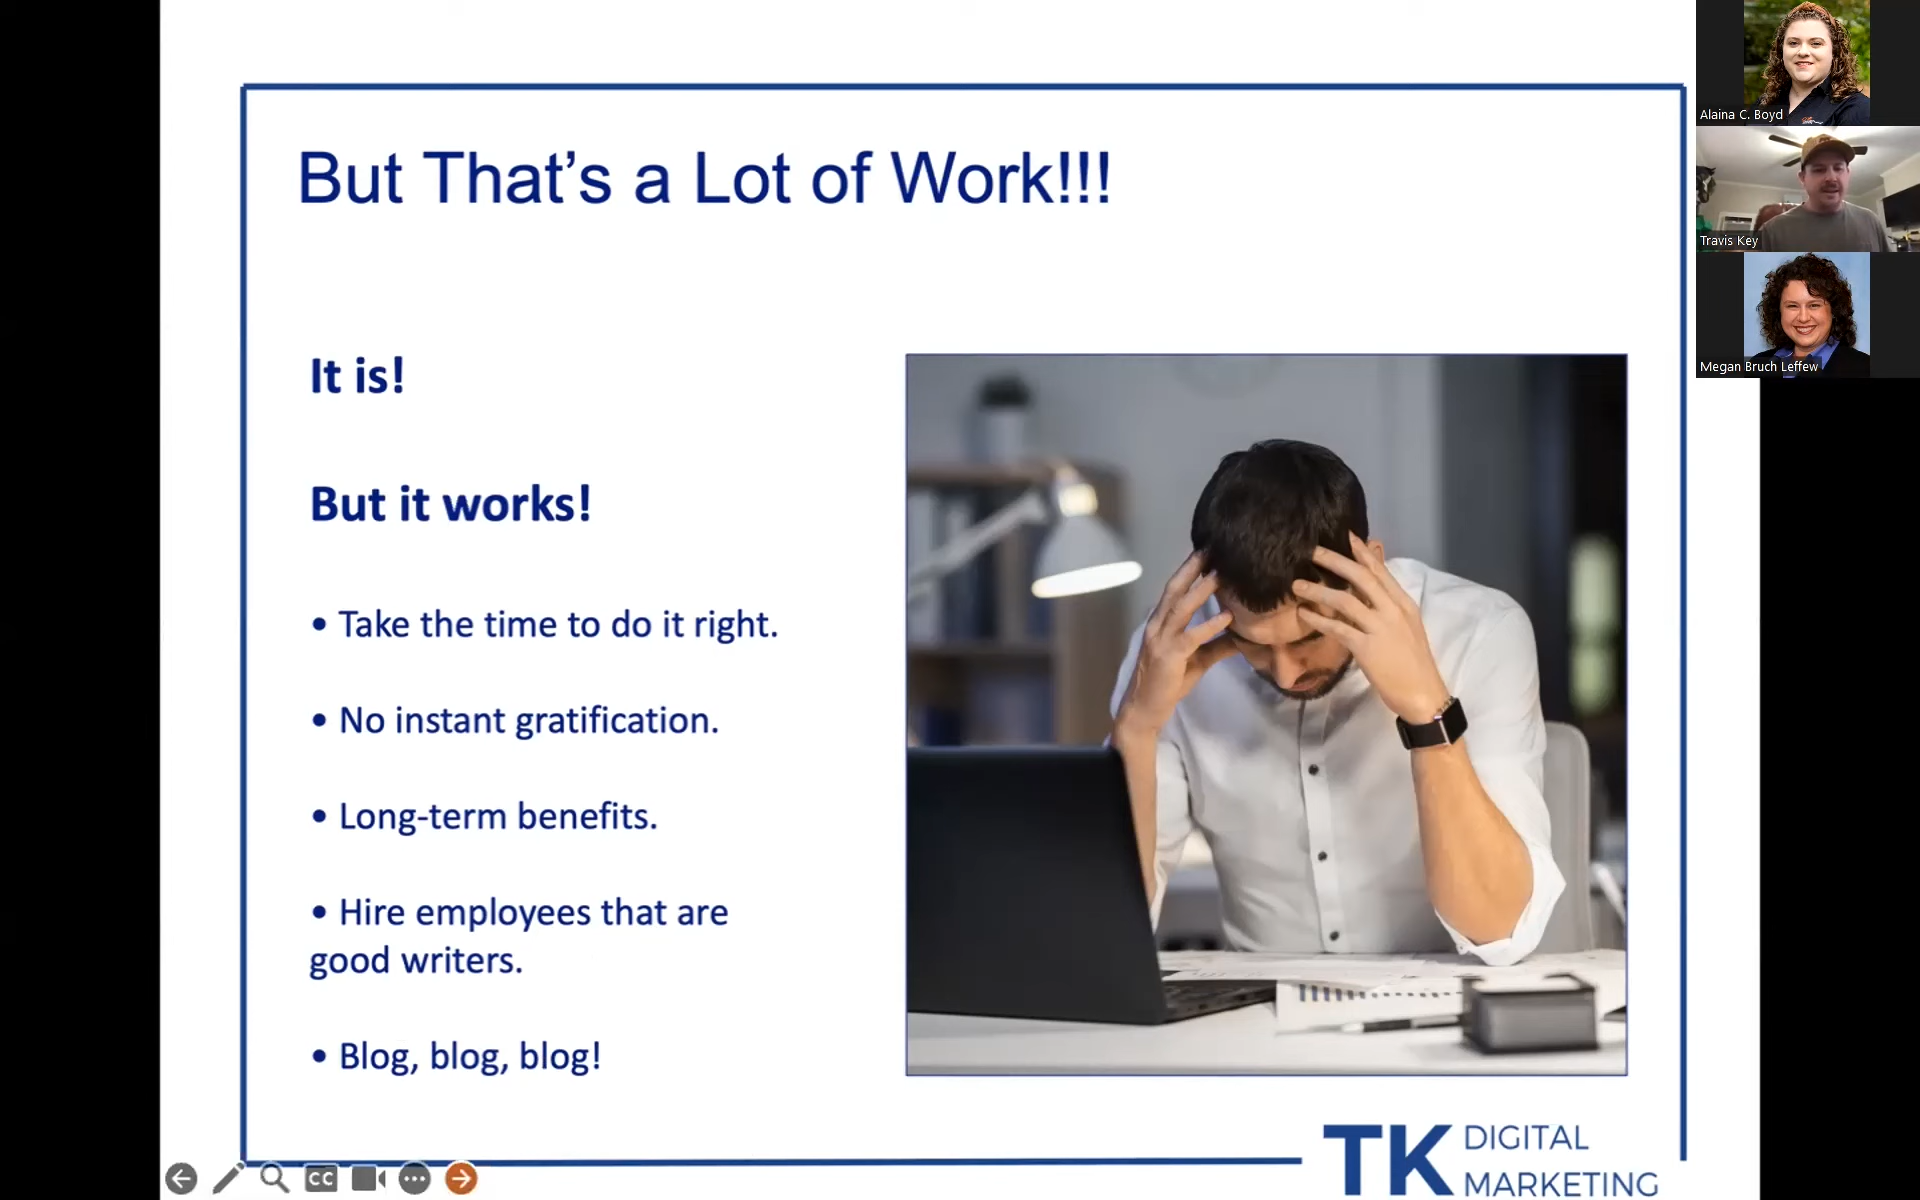 But That’s a Lot of Work!!!
It is!
But it works!
• Take the time to do it right.
• No instant gratification.
• Long-term benefits.
• Hire employees that are
good writers.
• Blog, blog, blog!
TK DIGITAL
MARKETING
CC
Alaina C. Boyd
Travis Key
Megan Bruch Leffew